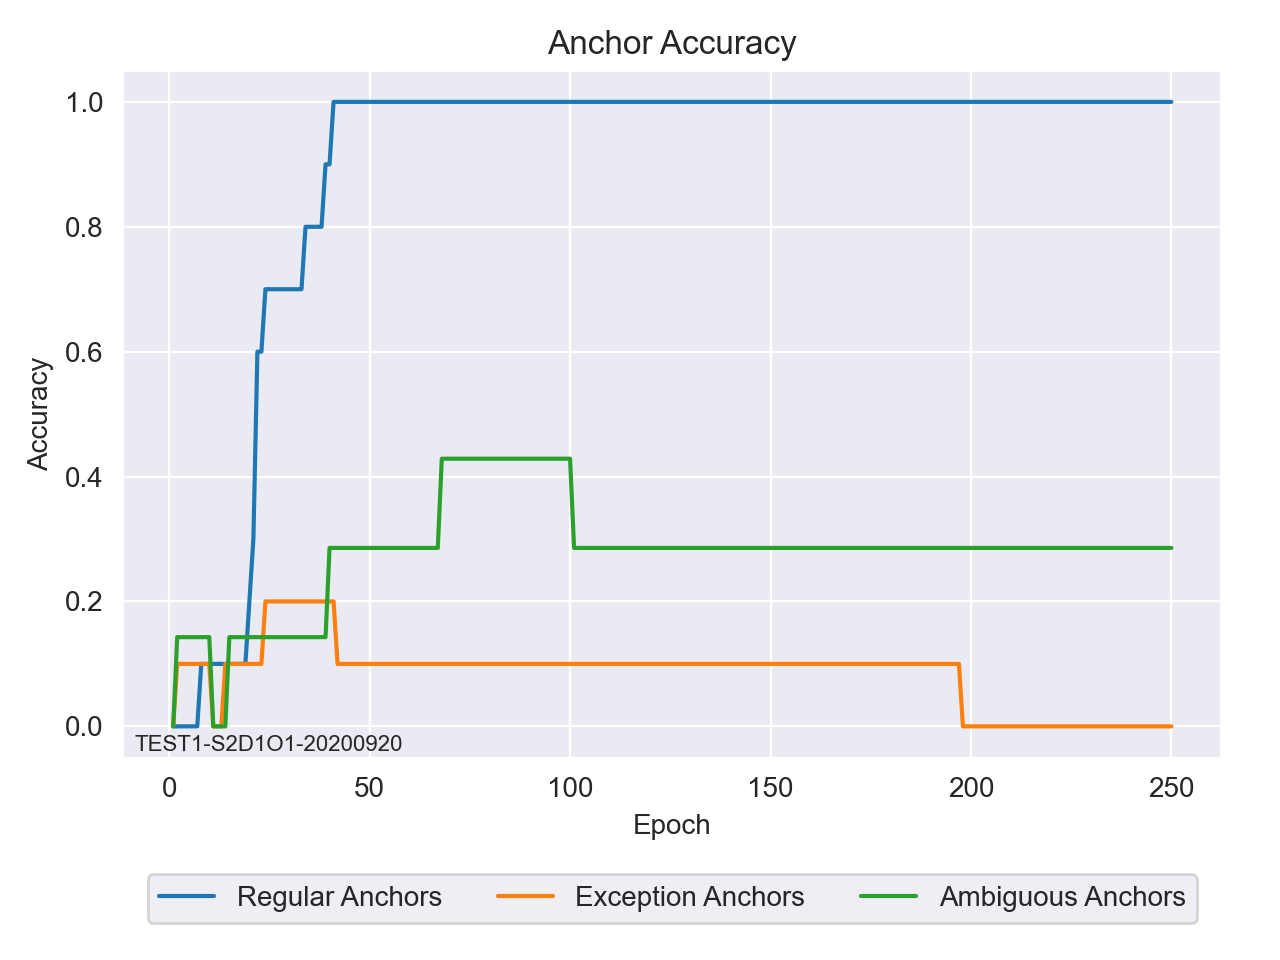 Anchor Accuracy
1.0
0.8
0.6
0.4
0.2
0.0
Accuracy
TEST1-S2D1O1-20200920
0 50 100 150 200 250
Epoch
Regular Anchors Exception Anchors Ambiguous Anchors